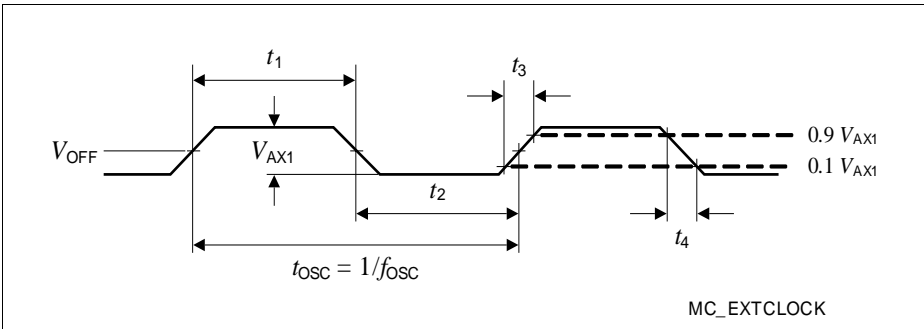 t1
t3
VOFF
VAX1
0.9 VAX1
0.1 VAX1
t2
t4
tOSC = 1/fOSC
MC_EXTCLOCK